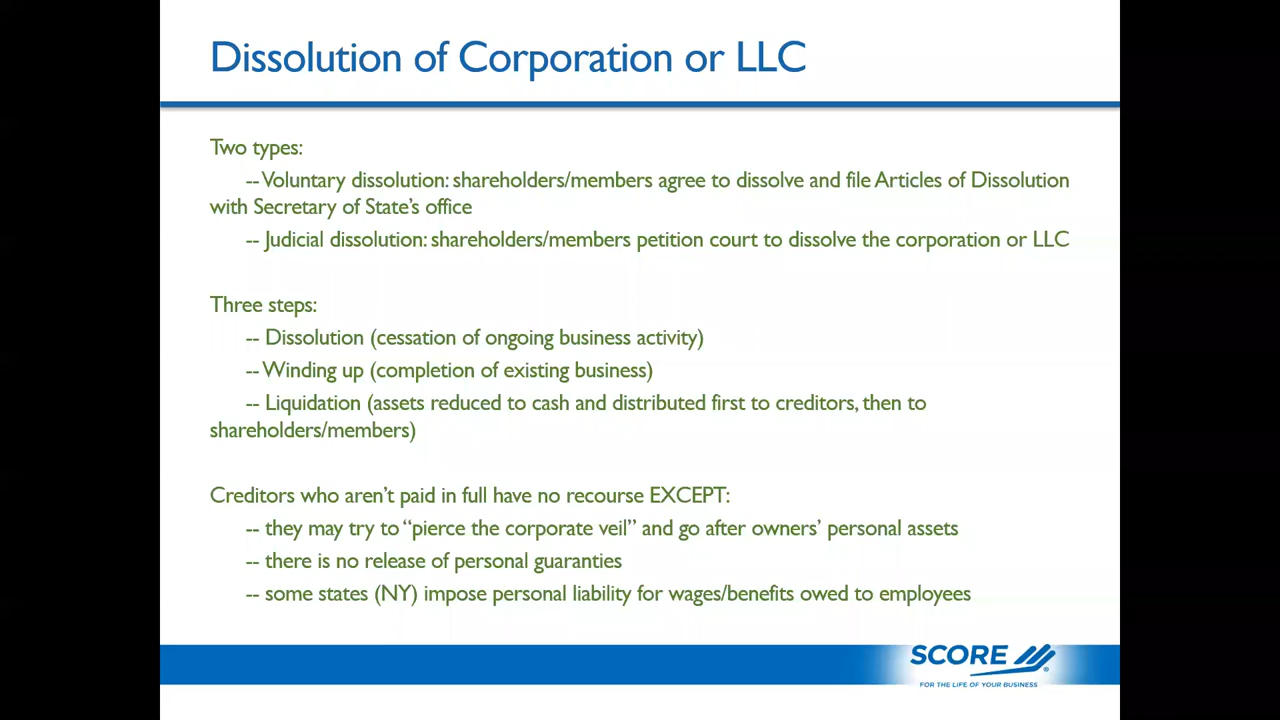 Dissolution of Corporation or LLC
Two types:
-- Voluntary dissolution: shareholders/members agree to dissolve and file Articles of Dissolution
with Secretary of State’s office
-- Judicial dissolution: shareholders/members petition court to dissolve the corporation or LLC
Three steps:
-- Dissolution (cessation of ongoing business activity)
-- Winding up (completion of existing business)
-- Liquidation (assets reduced to cash and distributed first to creditors, then to
shareholders/members)
Creditors who aren’t paid in full have no recourse EXCEPT:
-- they may try to “pierce the corporate veil” and go after owners’ personal assets
-- there is no release of personal guaranties
-- some states (NY) impose personal liability for wages/benefits owed to employees
SCORE ®
FOR THE LIFE OF YOUR BUSINESS